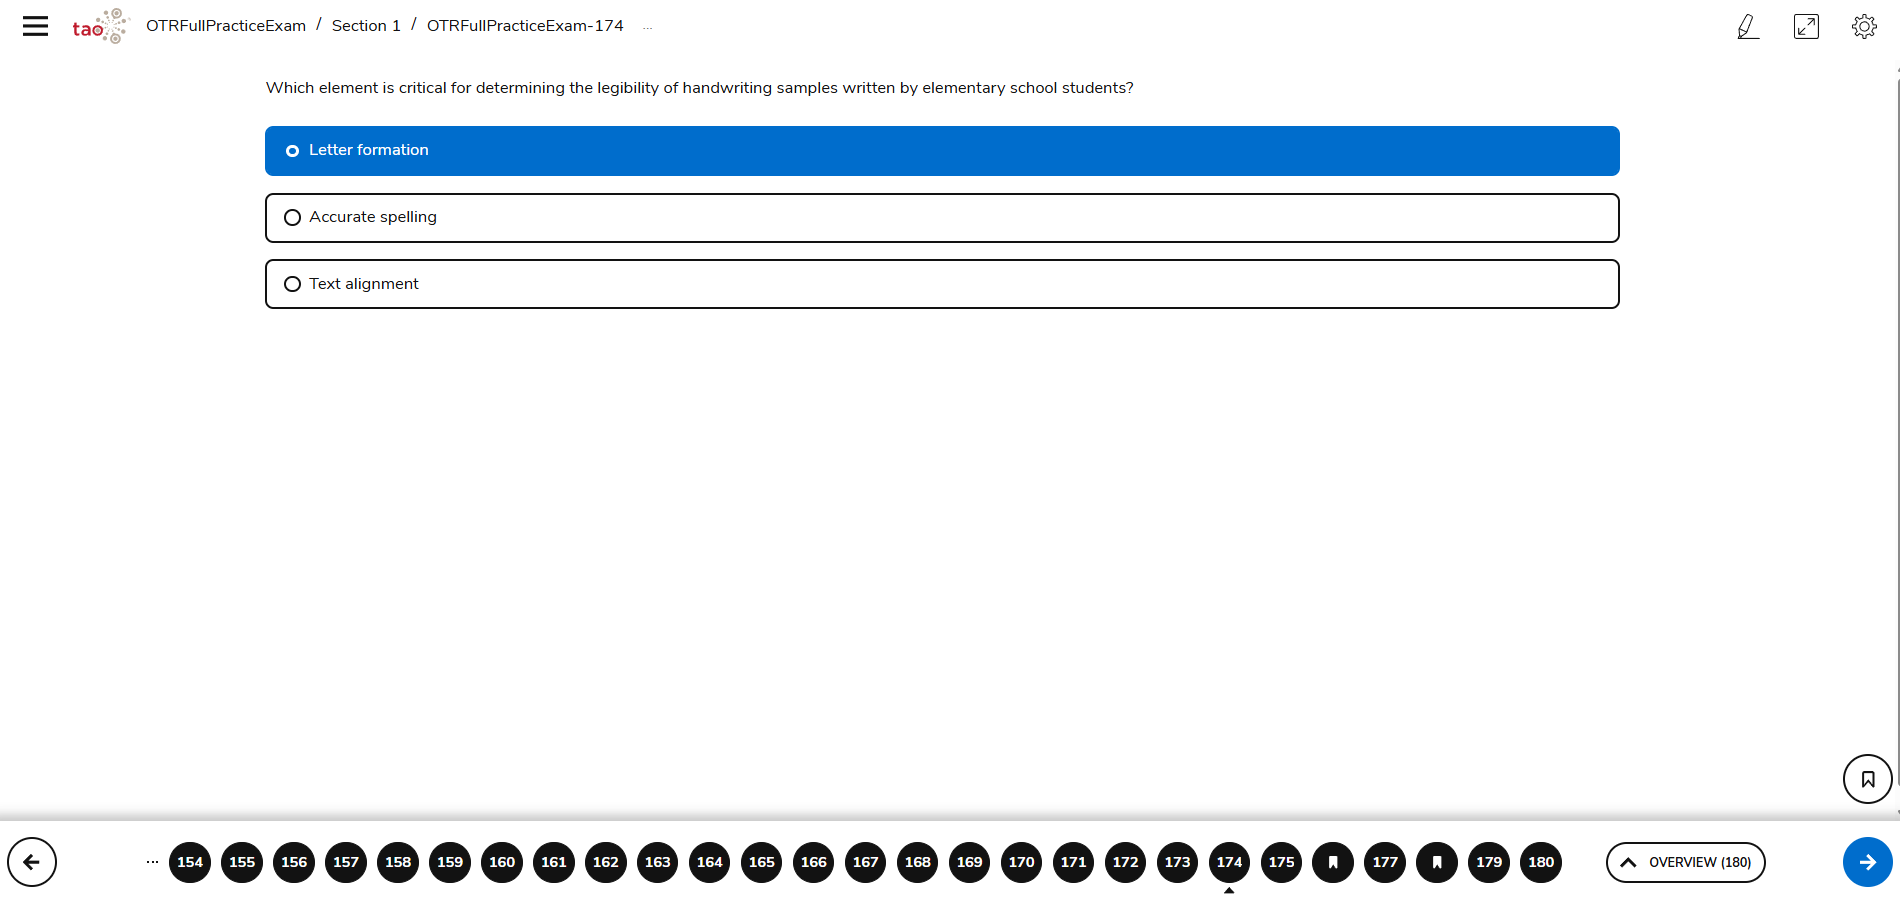 tao
OTRFullPracticeExam / Section 1 / OTRFullPracticeExam-174 ...
Which element is critical for determining the legibility of handwriting samples written by elementary school students?
Letter formation
Accurate spelling
Text alignment
... 154 155 156 157 158 159 160 161 162 163 164 165 166 167 168 169 170 171 172 173 174 175 177 179 180 OVERVIEW (180)